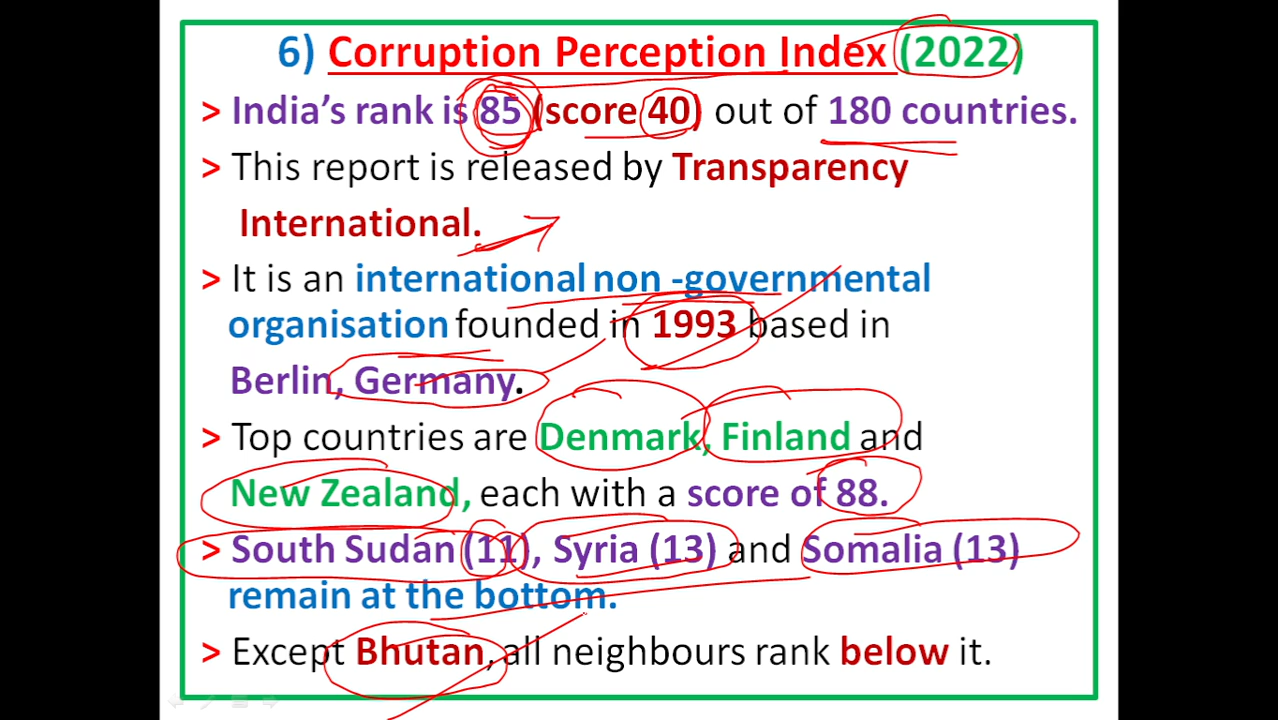 6) Corruption Perception Index (2022)
> India’s rank is 85 (score 40) out of 180 countries.
> This report is released by Transparency
International.
> It is an international non -governmental
organisation founded in 1993 based in
Berlin, Germany.
> Top countries are Denmark, Finland and
New Zealand, each with a score of 88.
> South Sudan (11), Syria (13) and Somalia (13)
remain at the bottom.
> Except Bhutan, all neighbours rank below it.